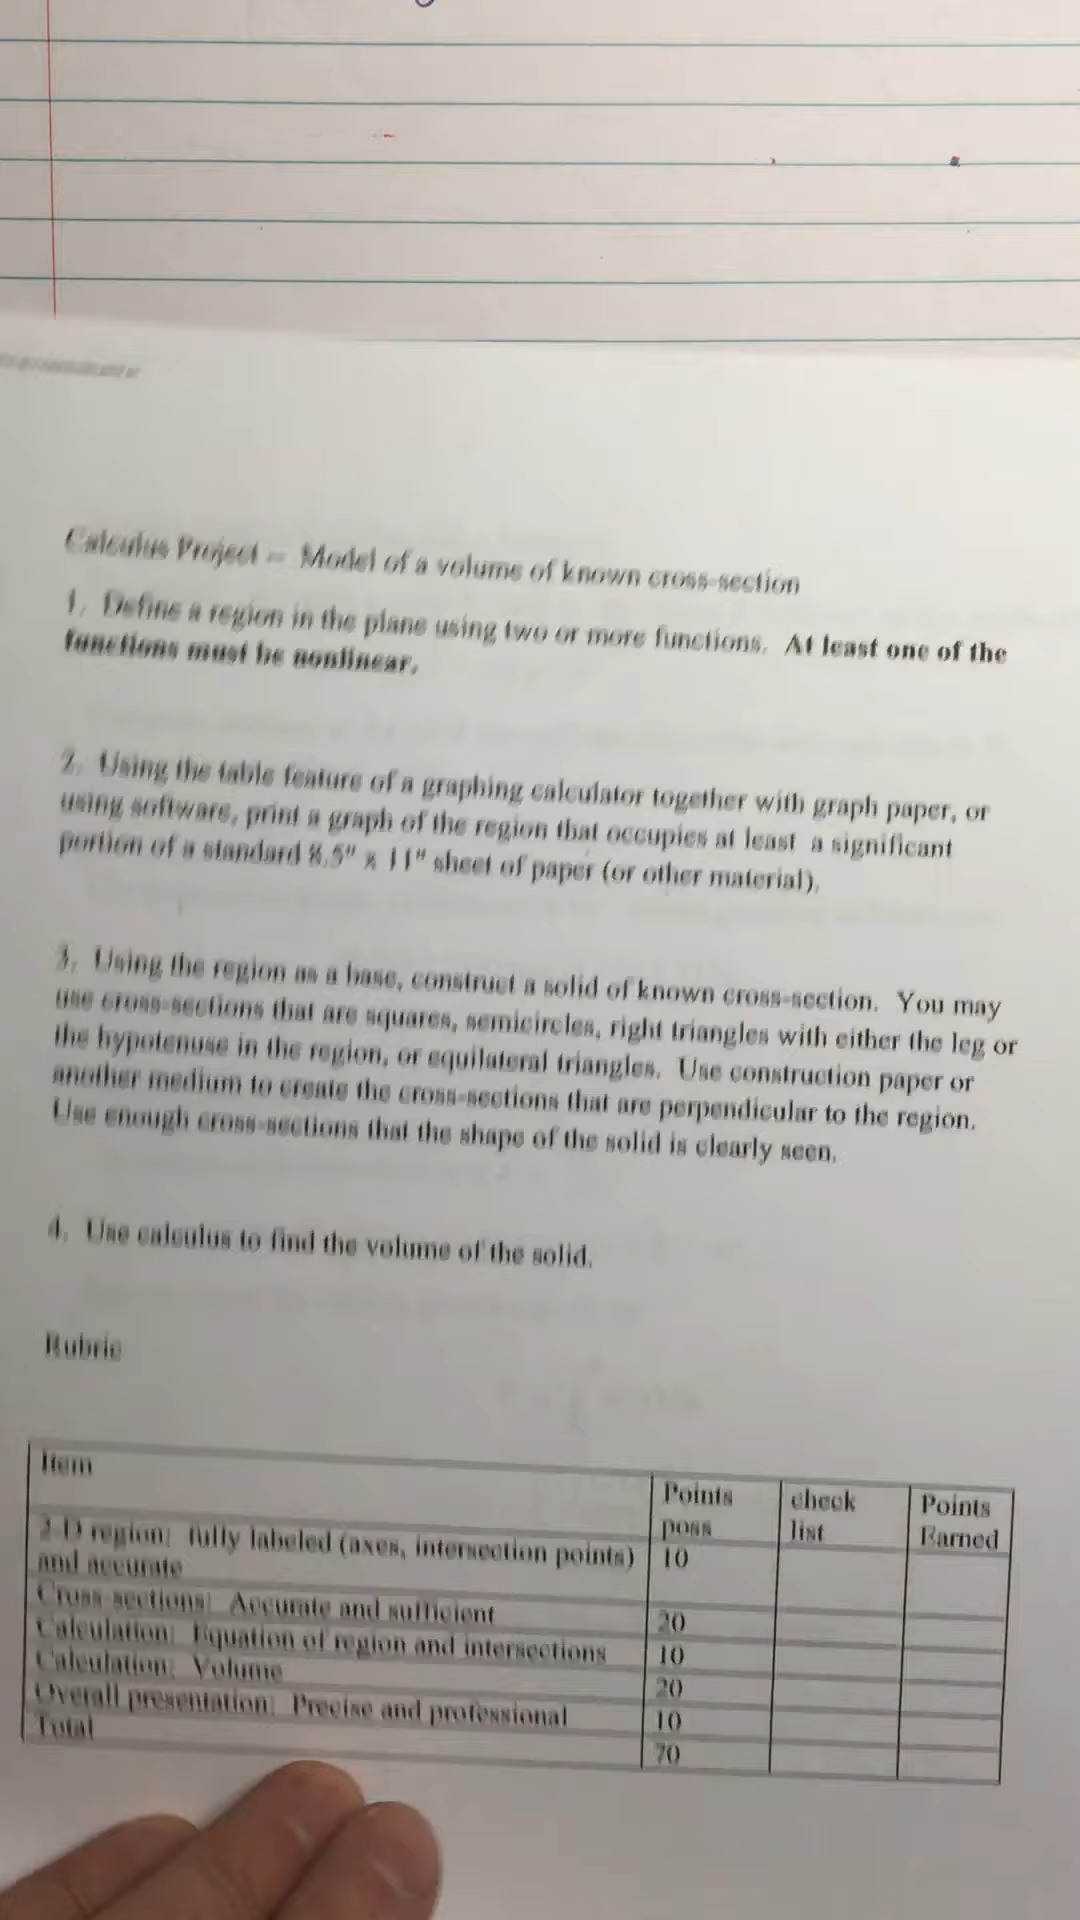 Calculus Project -- Model of a volume of known cross-section
1. Define a region in the plane using two or more functions. At least one of the
functions must be nonlinear.
2. Using the table feature of a graphing calculator together with graph paper, or
using software, print a graph of the region that occupies at least a significant
portion of a standard 8.5" x 11" sheet of paper (or other material).
3. Using the region as a base, construct a solid of known cross-section. You may
use cross-sections that are squares, semicircles, right triangles with either the leg or
the hypotenuse in the region, or equilateral triangles. Use construction paper or
another medium to create the cross-sections that are perpendicular to the region.
Use enough cross-sections that the shape of the solid is clearly seen.
4. Use calculus to find the volume of the solid.
Rubric
Item Points poss check list Points Earned
2-D region: fully labeled (axes, intersection points) 10
and accurate
Cross-sections: Accurate and sufficient 20
Calculation: Equation of region and intersections 10
Calculation: Volume 20
Overall presentation: Precise and professional 10
Total 70